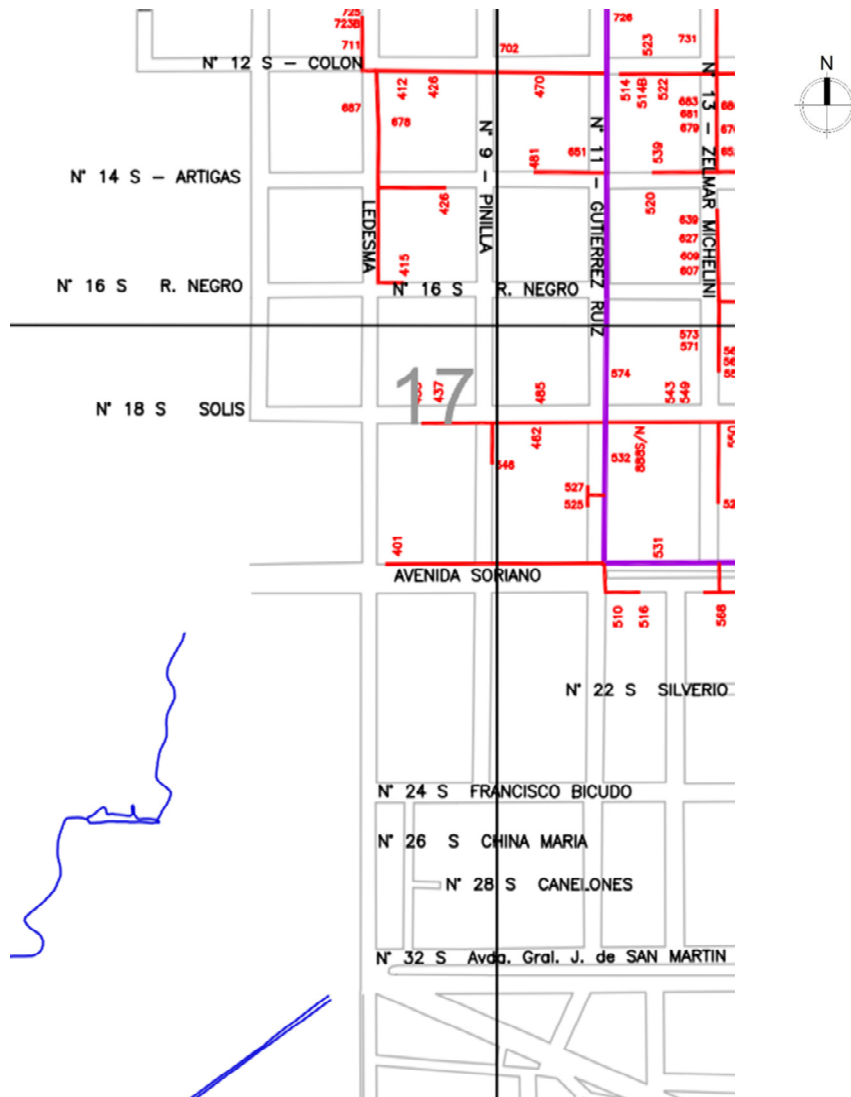 725
723B
711
N° 12 S – COLON
702
726
523
731
N
412
426
470
514
514B
522
687
678
683
681
679
N° 9 – PINILLA
N° 11 – GUTIERREZ RUIZ
N° 13 – ZELMAR MICHELINI
481
651
539
N° 14 S – ARTIGAS
426
520
LEDESMA
639
627
609
607
415
N° 16 S R. NEGRO
N° 16 S R. NEGRO
573
571
574
17
437
485
543
549
N° 18 S SOLIS
462
532
888S/N
548
527
525
401
531
AVENIDA SORIANO
510
516
568
N° 22 S SILVERIO
N° 24 S FRANCISCO BICUDO
N° 26 S CHINA MARIA
N° 28 S CANELONES
N° 32 S Avda. Gral. J. de SAN MARTIN